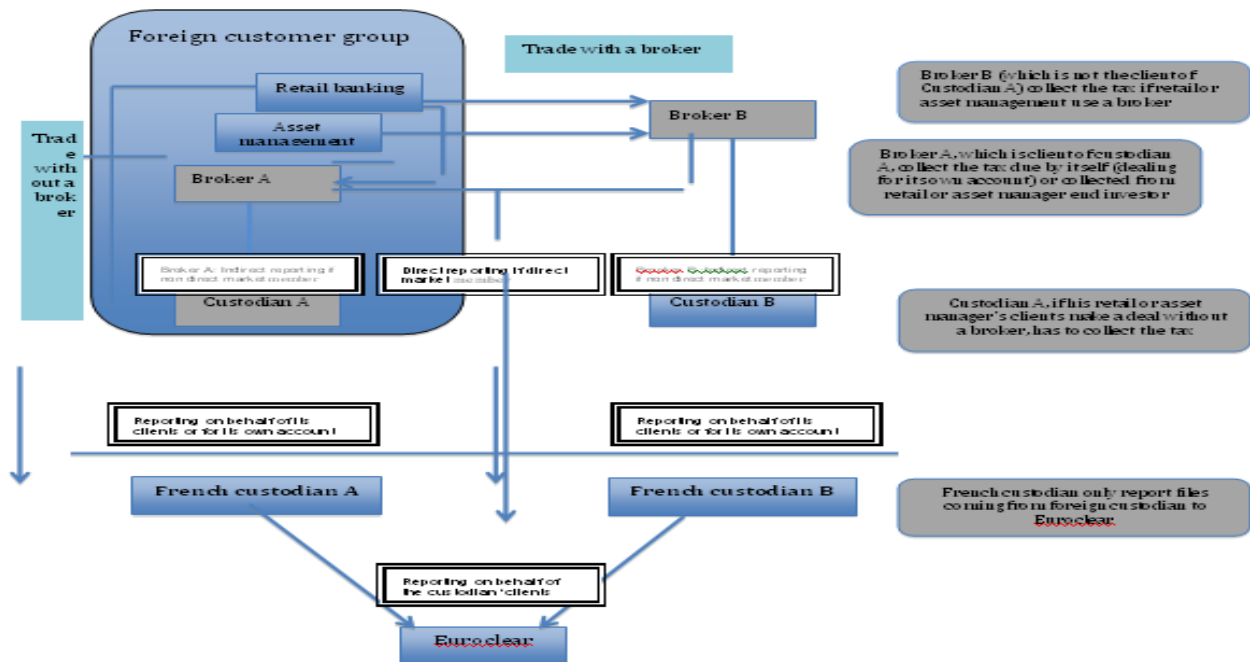 Foreign customer group
Trade with a broker
Retail banking
Asset
management
Broker A
Broker B
Trad
e
with
out a
brok
er
Broker B (which is not the client of
Custodian A) collect the tax if retail or
asset management use a broker
Broker A, which is client of custodian
A, collect the tax due by itself (dealing
for its own account) or collected from
retail or asset manager end investor
Broker A: Indirect reporting if
non direct market member
Direct reporting if direct
market member
reporting
if non direct market member
Custodian A
Custodian B
Custodian A, if his retail or asset
manager's clients make a deal without
a broker, has to collect the tax
Reporting on behalf of its
clients or for its own account
Reporting on behalf of its
clients or for its own account
French custodian A
French custodian B
French custodian only report files
coming from foreign custodian to
Euroclear
Reporting on behalf of
the custodian 'clients
Euroclear